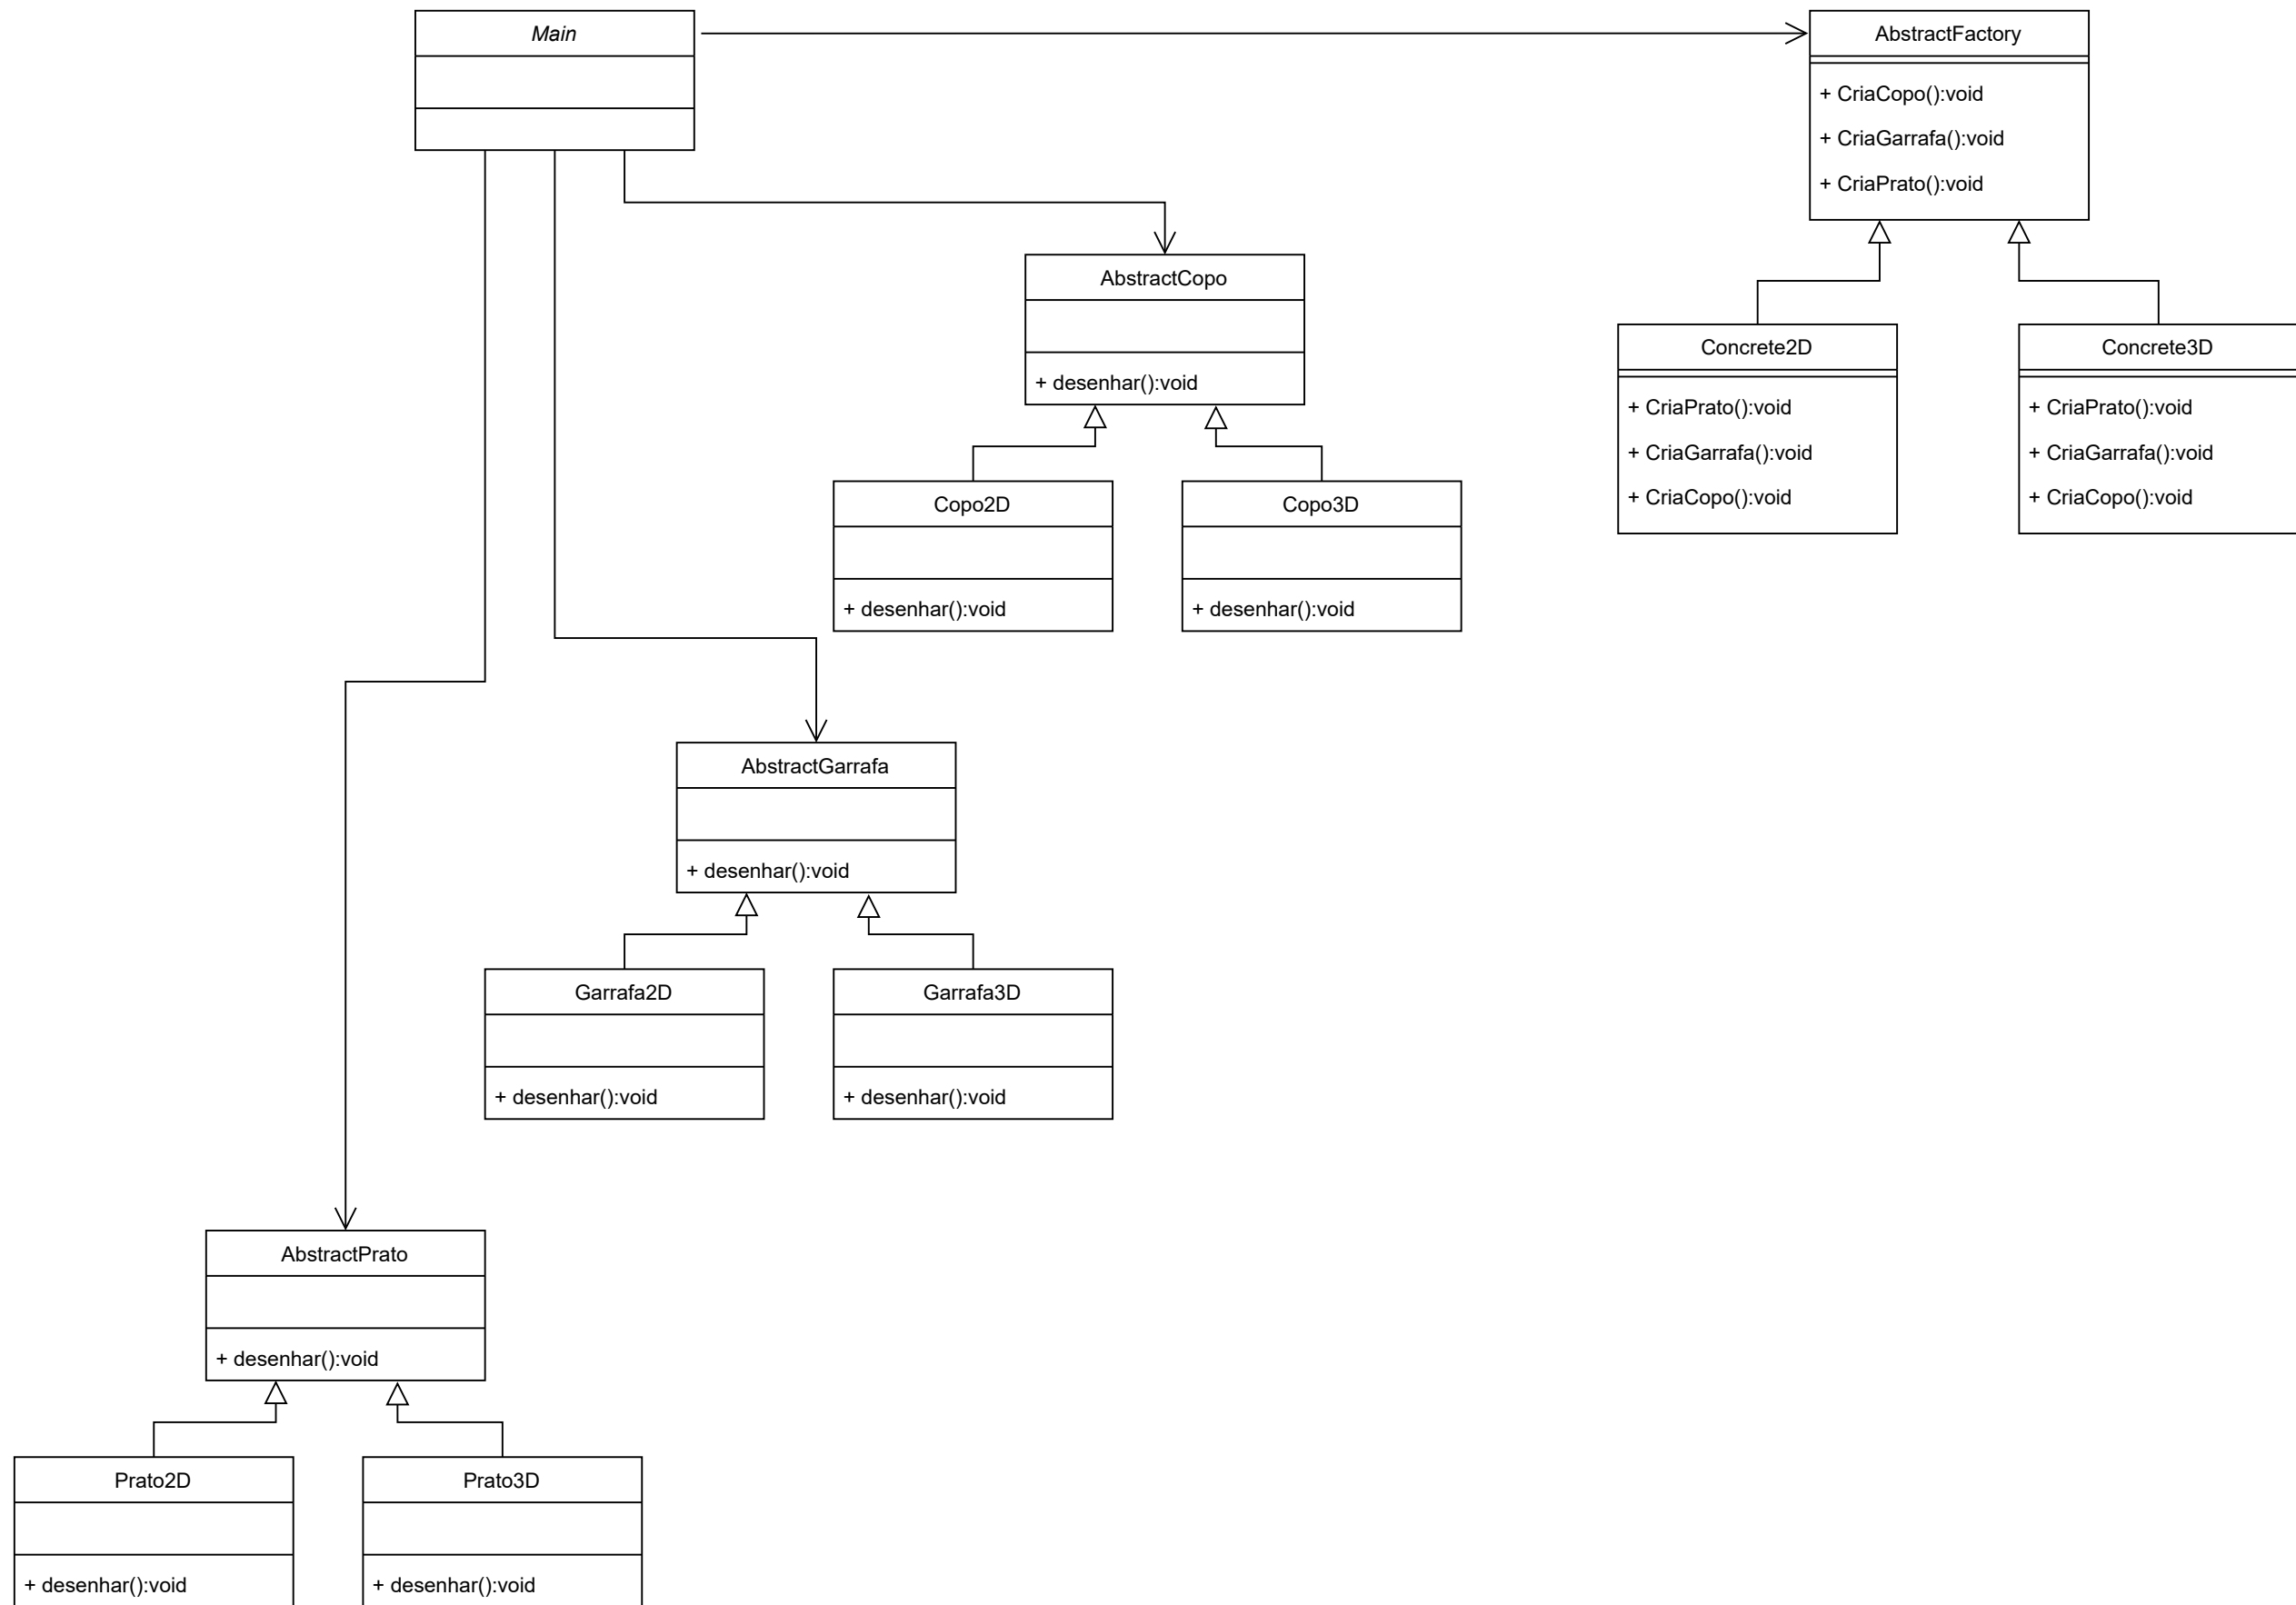 Main
AbstractFactory
+ CriaCopo():void
+ CriaGarrafa():void
+ CriaPrato():void
AbstractCopo
+ desenhar():void
Concrete2D
+ CriaPrato():void
+ CriaGarrafa():void
+ CriaCopo():void
Concrete3D
+ CriaPrato():void
+ CriaGarrafa():void
+ CriaCopo():void
Copo2D
+ desenhar():void
Copo3D
+ desenhar():void
AbstractGarrafa
+ desenhar():void
Garrafa2D
+ desenhar():void
Garrafa3D
+ desenhar():void
AbstractPrato
+ desenhar():void
Prato2D
+ desenhar():void
Prato3D
+ desenhar():void